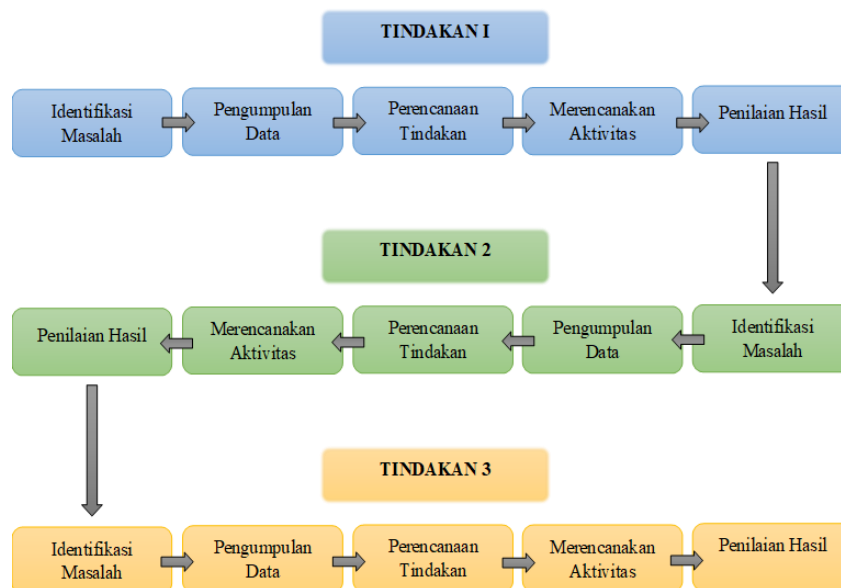 TINDAKAN I
Identifikasi
Masalah
Pengumpulan
Data
Perencanaan
Tindakan
Merencanakan
Aktivitas
Penilaian Hasil
TINDAKAN 2
Penilaian Hasil
Merencanakan
Aktivitas
Perencanaan
Tindakan
Pengumpulan
Data
Identifikasi
Masalah
TINDAKAN 3
Identifikasi
Masalah
Pengumpulan
Data
Perencanaan
Tindakan
Merencanakan
Aktivitas
Penilaian Hasil